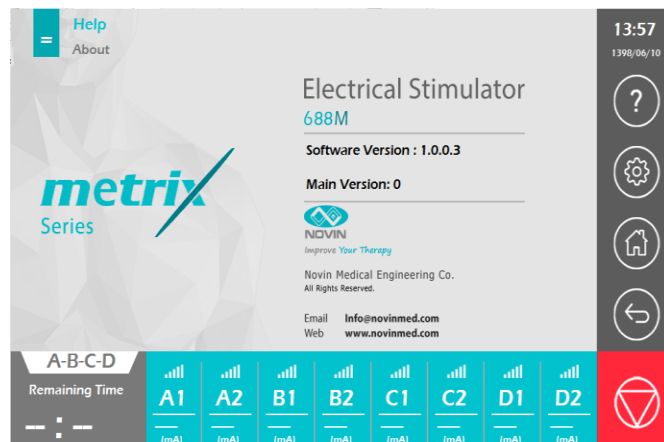 Help
About
13:57
1398/06/10
?
Electrical Stimulator
688M
Software Version : 1.0.0.3
Main Version: 0
metrix
Series
NOVIN
Improve Your Therapy
Novin Medical Engineering Co.
All Rights Reserved.
Email Info@novinmed.com
Web www.novinmed.com
A-B-C-D
Remaining Time
-- : --
A1 A2 B1 B2 C1 C2 D1 D2
(mA) (mA) (mA) (mA) (mA) (mA) (mA) (mA)